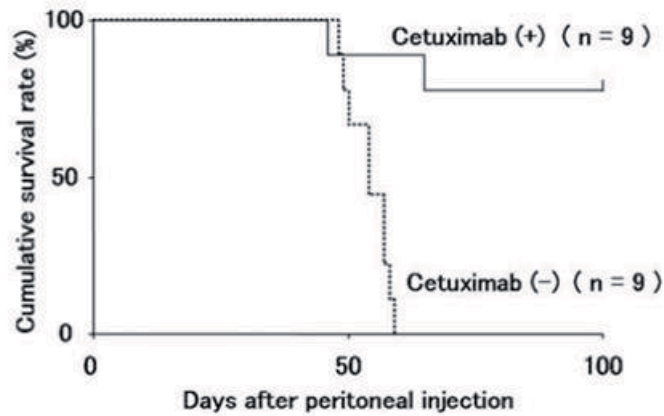 Cumulative survival rate (%)
100
50
0
Cetuximab (+) ( n = 9 )
Cetuximab (−) ( n = 9 )
0
50
100
Days after peritoneal injection